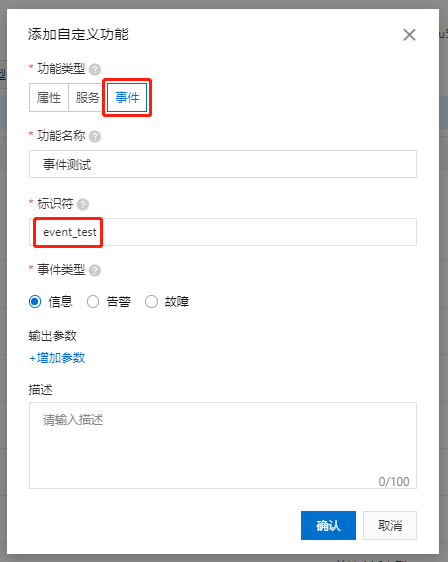 添加自定义功能
* 功能类型 ?
属性 服务 事件
* 功能名称 ?
事件测试
* 标识符 ?
event_test
* 事件类型 ?
信息 告警 故障
输出参数
+增加参数
描述
请输入描述
0/100
确认 取消